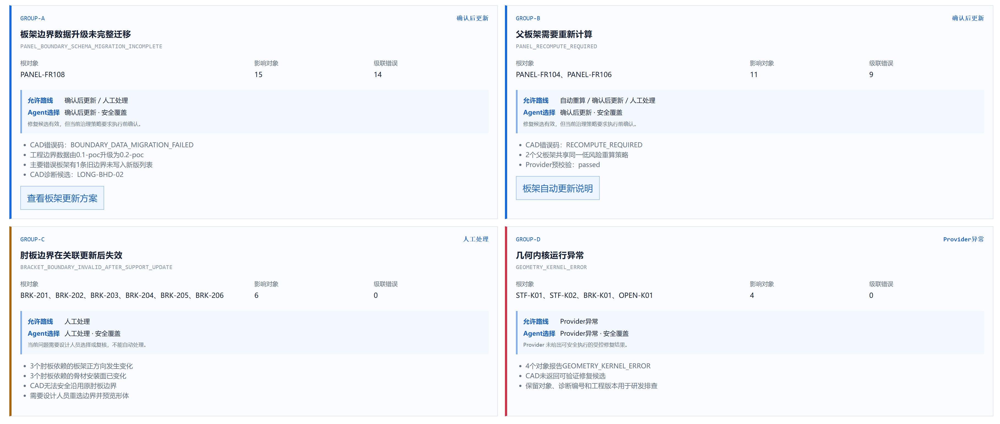 GROUP-A
确认后更新
板架边界数据升级未完整迁移
PANEL_BOUNDARY_SCHEMA_MIGRATION_INCOMPLETE
根对象
影响对象
级联错误
PANEL-FR108
15
14
允许路线 确认后更新 / 人工处理
Agent选择 确认后更新 · 安全覆盖
修复候选有效，但当前治理策略要求执行前确认。
• CAD错误码：BOUNDARY_DATA_MIGRATION_FAILED
• 工程边界数据由0.1-poc升级为0.2-poc
• 主要错误板架有1条旧边界未写入新版列表
• CAD诊断候选：LONG-BHD-02
查看板架更新方案
GROUP-B
确认后更新
父板架需要重新计算
PANEL_RECOMPUTE_REQUIRED
根对象
影响对象
级联错误
PANEL-FR104、PANEL-FR106
11
9
允许路线 自动重算 / 确认后更新 / 人工处理
Agent选择 确认后更新 · 安全覆盖
修复候选有效，但当前治理策略要求执行前确认。
• CAD错误码：RECOMPUTE_REQUIRED
• 2个父板架共享同一低风险重算策略
• Provider预校验：passed
板架自动更新说明
GROUP-C
人工处理
肘板边界在关联更新后失效
BRACKET_BOUNDARY_INVALID_AFTER_SUPPORT_UPDATE
根对象
影响对象
级联错误
BRK-201、BRK-202、BRK-203、BRK-204、BRK-205、BRK-206
6
0
允许路线 人工处理
Agent选择 人工处理 · 安全覆盖
当前问题需要设计人员选择或复核，不能自动处理。
• 3个肘板依赖的板架正方向发生变化
• 3个肘板依赖的骨材安装面已变化
• CAD无法安全沿用原肘板边界
• 需要设计人员重选边界并预览形体
GROUP-D
Provider异常
几何内核运行异常
GEOMETRY_KERNEL_ERROR
根对象
影响对象
级联错误
STF-K01、STF-K02、BRK-K01、OPEN-K01
4
0
允许路线 Provider异常
Agent选择 Provider异常 · 安全覆盖
Provider 未给出可安全执行的受控修复结果。
• 4个对象报告GEOMETRY_KERNEL_ERROR
• CAD未返回可验证修复候选
• 保留对象、诊断编号和工程版本用于研发排查